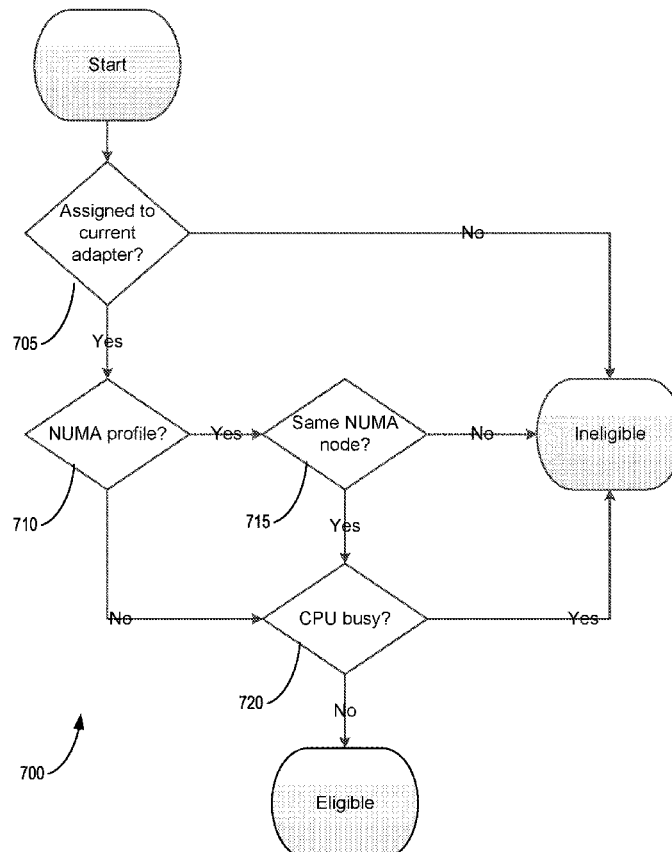 Start
Assigned to
current
adapter?
No
705
Yes
NUMA profile?
Yes
Same NUMA
node?
No
Ineligible
710
715
Yes
No
CPU busy?
Yes
720
No
700
Eligible